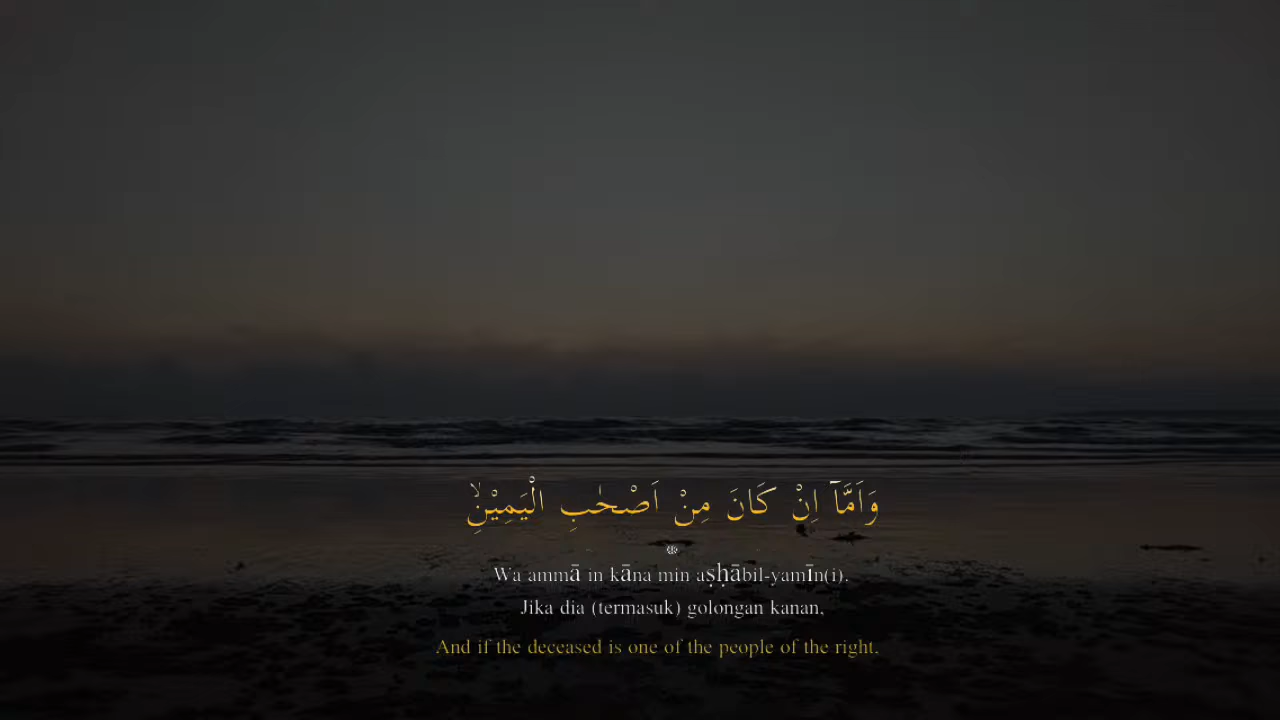 وَاَمَّآ اِنْ كَانَ مِنْ اَصْحٰبِ الْيَمِيْنِۙ
Wa ammā in kāna min aṣḥābil-yamīn(i).
Jika dia (termasuk) golongan kanan,
And if the deceased is one of the people of the right.